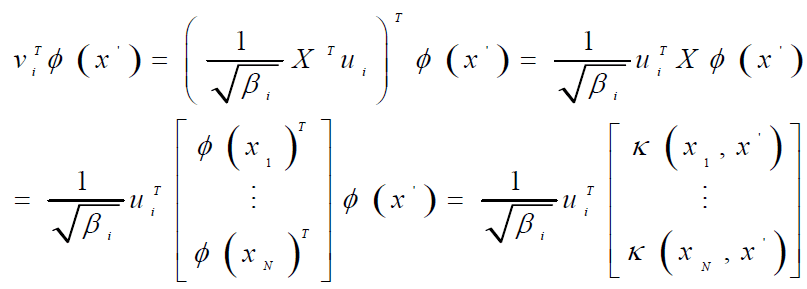 v_i^T ϕ(x') = ( 1/√β_i X^T u_i )^T ϕ(x') = 1/√β_i u_i^T X ϕ(x')
= 1/√β_i u_i^T [ ϕ(x_1)^T ⋮ ϕ(x_N)^T ] ϕ(x') = 1/√β_i u_i^T [ κ(x_1, x') ⋮ κ(x_N, x') ]